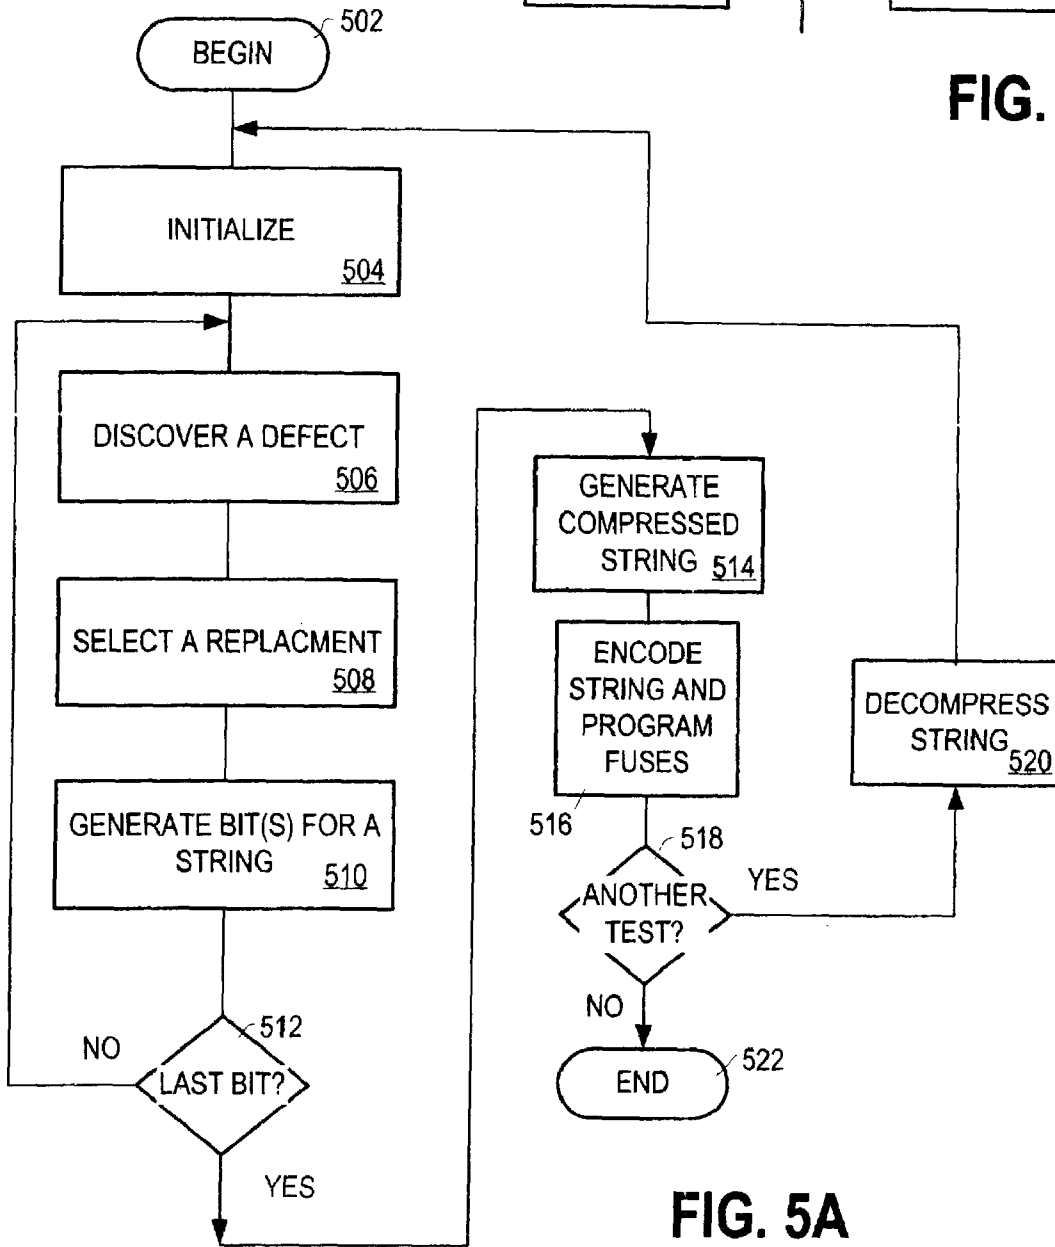 502
BEGIN
FIG.
INITIALIZE
504
DISCOVER A DEFECT
506
SELECT A REPLACMENT
508
GENERATE BIT(S) FOR A
STRING
510
512
NO
LAST BIT?
YES
GENERATE
COMPRESSED
STRING
514
ENCODE
STRING AND
PROGRAM
FUSES
516
518
ANOTHER
TEST?
YES
NO
DECOMPRESS
STRING
520
END
522
FIG. 5A